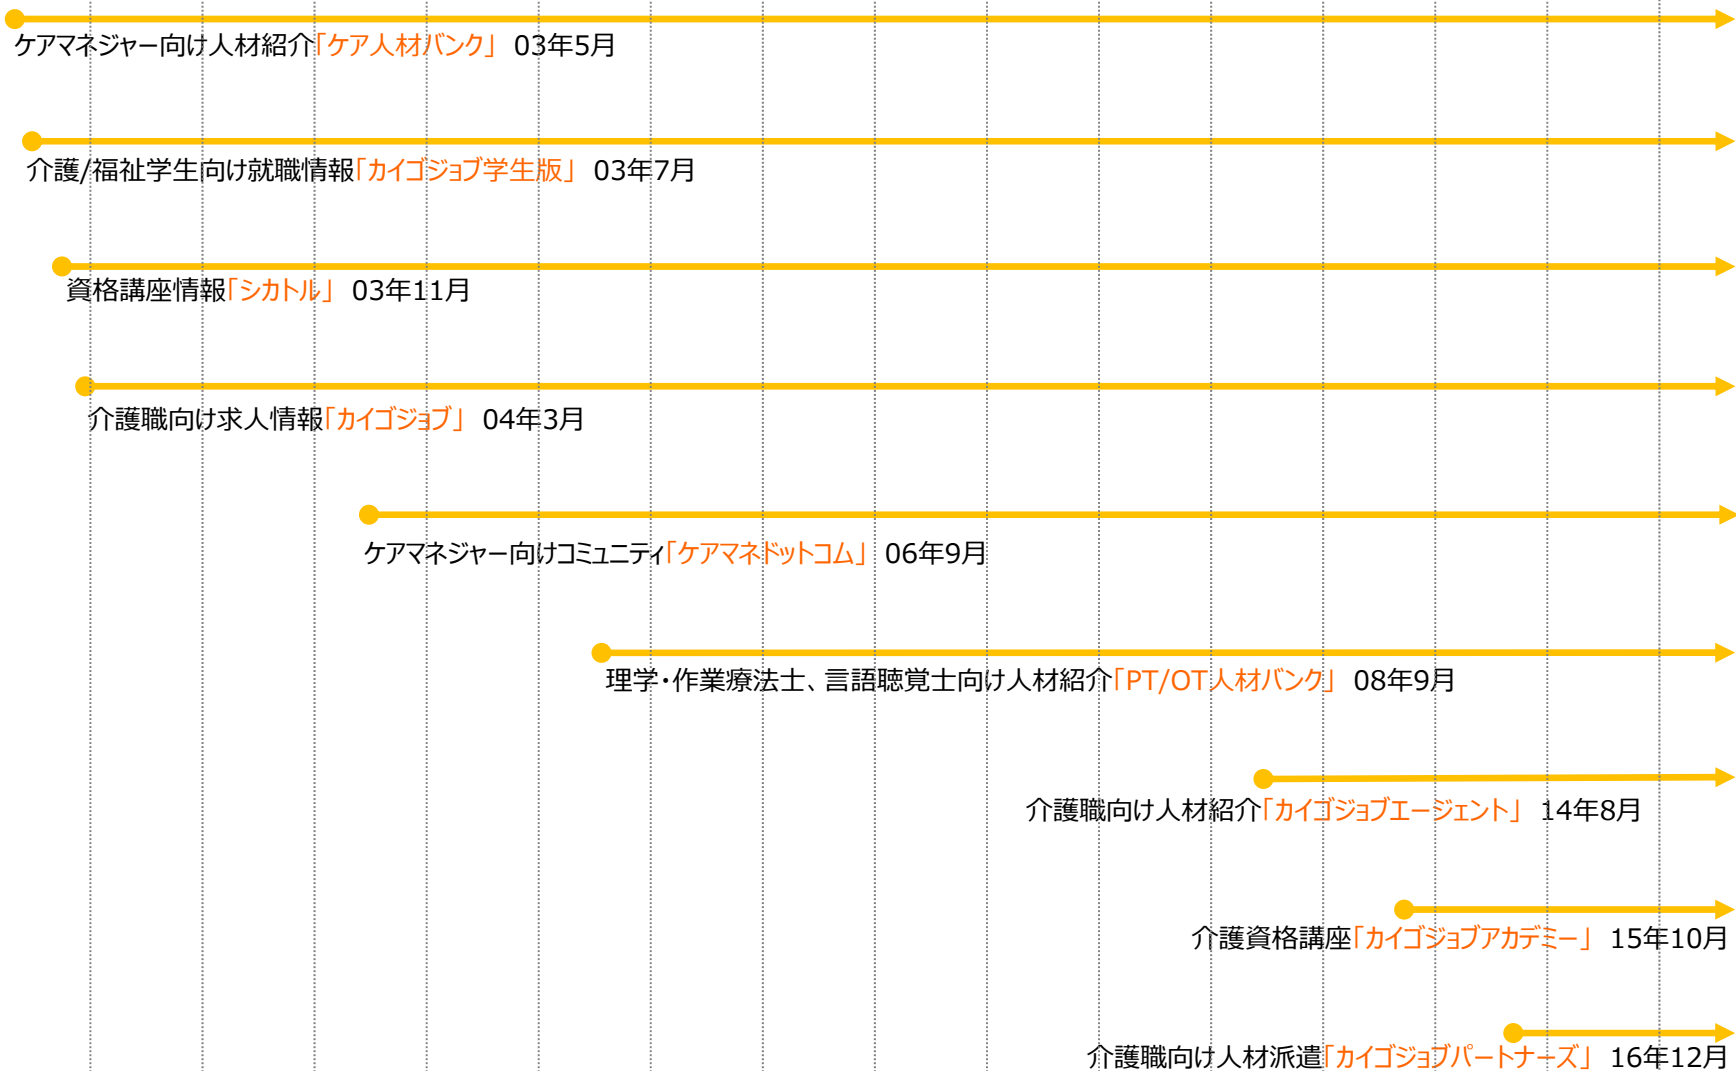 ケアマネジャー向け人材紹介「ケア人材バンク」 03年5月
介護/福祉学生向け就職情報「カイゴジョブ学生版」 03年7月
資格講座情報「シカトル」 03年11月
介護職向け求人情報「カイゴジョブ」 04年3月
ケアマネジャー向けコミュニティ「ケアマネドットコム」 06年9月
理学・作業療法士、言語聴覚士向け人材紹介「PT/OT人材バンク」 08年9月
介護職向け人材紹介「カイゴジョブエージェント」 14年8月
介護資格講座「カイゴジョブアカデミー」 15年10月
介護職向け人材派遣「カイゴジョブパートナーズ」 16年12月